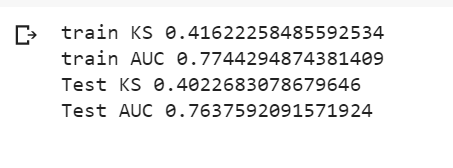 train KS 0.41622258485592534
train AUC 0.7744294874381409
Test KS 0.4022683078679646
Test AUC 0.7637592091571924